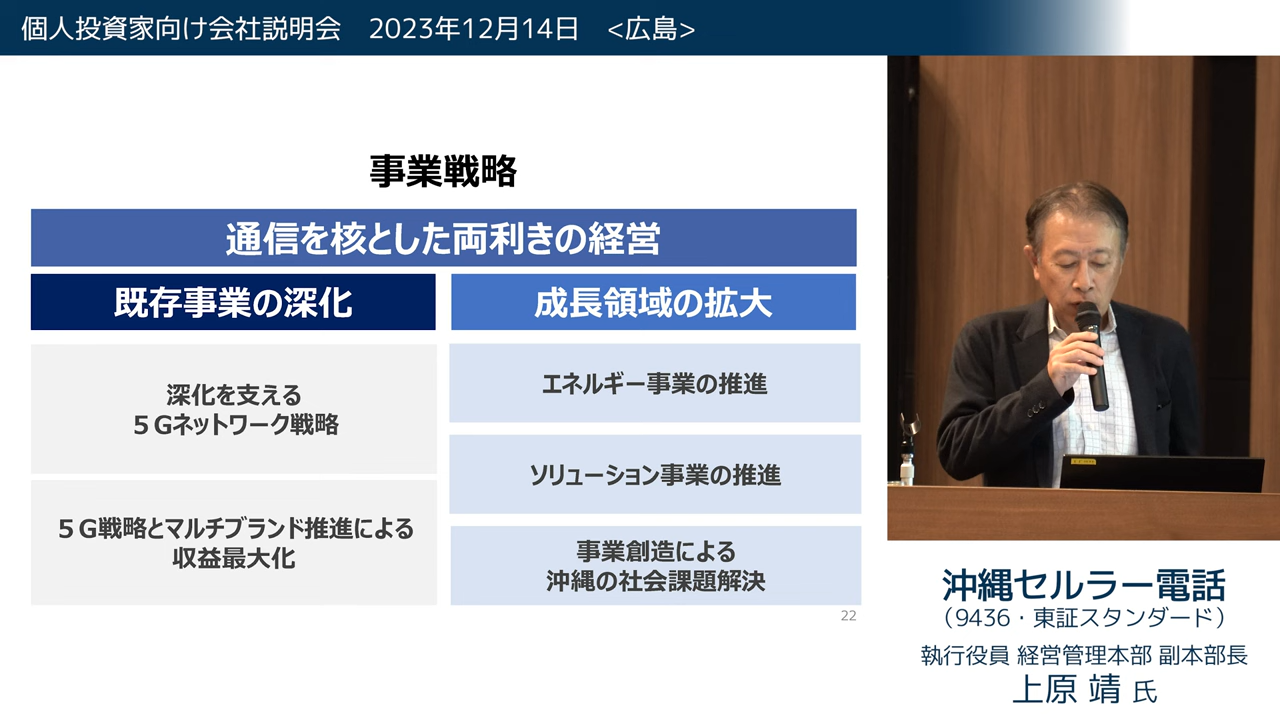 個人投資家向け会社説明会　2023年12月14日　<広島>
事業戦略
通信を核とした両利きの経営
既存事業の深化
成長領域の拡大
深化を支える
５Gネットワーク戦略
５G戦略とマルチブランド推進による
収益最大化
エネルギー事業の推進
ソリューション事業の推進
事業創造による
沖縄の社会課題解決
22
沖縄セルラー電話
（9436・東証スタンダード）
執行役員 経営管理本部 副本部長
上原 靖 氏